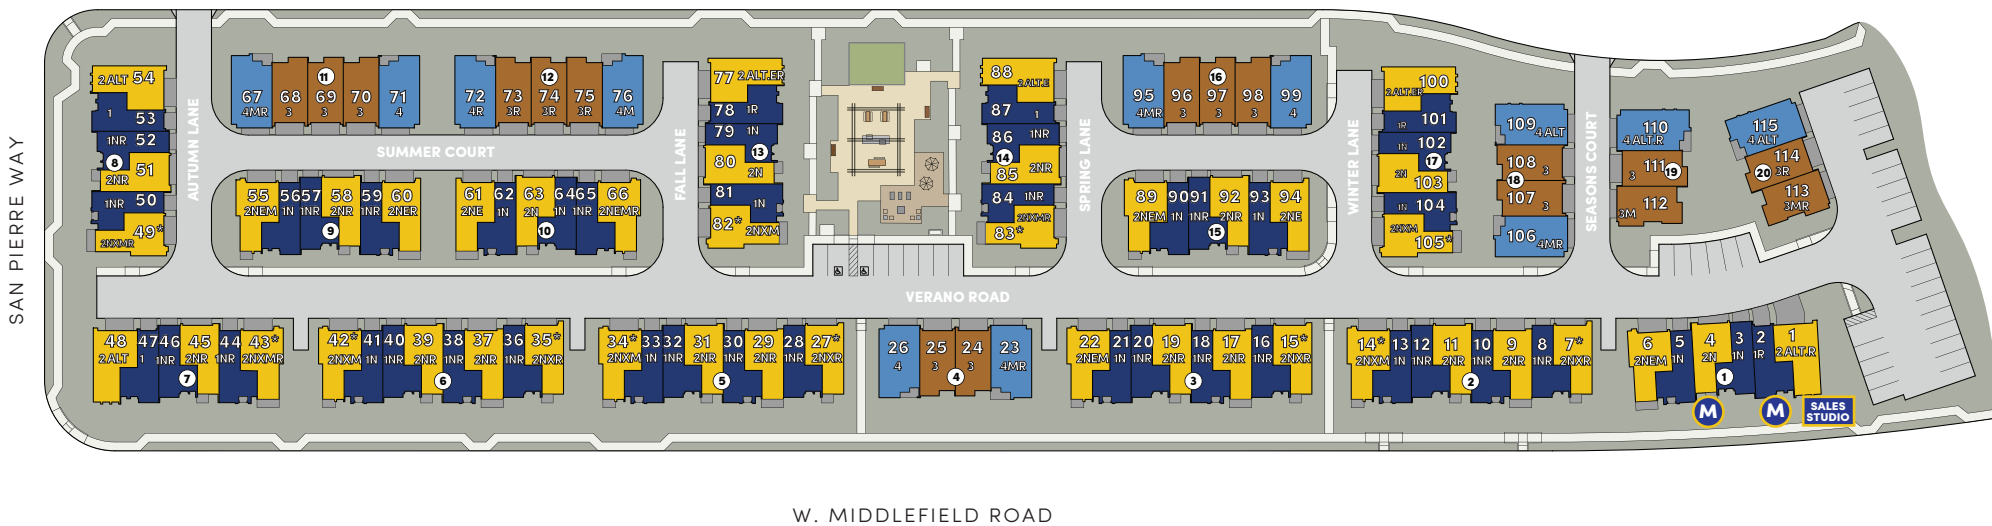 SAN PIERRE WAY
AUTUMN LANE
SUMMER COURT
FALL LANE
SPRING LANE
WINTER LANE
SEASONS COURT
VERANO ROAD
W. MIDDLEFIELD ROAD
2 ALT 54
1 53
1NR 52
8 51
2NR
1NR 50
49*
2NXMR
11
67 68 69 70 71
4MR 3 3 3 4
12
72 73 74 75 76
4R 3R 3R 3R 4M
55 56 57 58 59 60
2NEM 1N 1NR 2NR 1NR 2NER
9
61 62 63 64 65 66
2NE 1N 2N 1N 1NR 2NEMR
10
77 2 ALT.ER
78 1R
79 1N
80 13
2N
81 1N
82* 2NXM
88
2 ALT.E
87 1
86 1NR
14
85 2NR
84 1NR
2NXMR
83*
16
95 96 97 98 99
4MR 3 3 3 4
89 90 91 92 93 94
2NEM 1N 1NR 2NR 1N 2NE
15
100
2 ALT.ER
1R 101
1N 102
17
2N 103
1N 104
2NXM
105*
109 4 ALT
108 3
18
107 3
106 4MR
110
4 ALT.R
111 19
3
112
3M
115
4 ALT
114
20 3R
113
3MR
48 47 46 45 44 43*
2 ALT 1 1NR 2NR 1NR 2NXMR
7
42* 41 40 39 38 37 36 35*
2NXM 1N 1NR 2NR 1NR 2NR 1NR 2NXR
6
34* 33 32 31 30 29 28 27*
2NXM 1N 1NR 2NR 1NR 2NR 1NR 2NXR
5
26 25 24 23
4 3 3 4MR
4
22 21 20 19 18 17 16 15*
2NEM 1N 1NR 2NR 1NR 2NR 1NR 2NXR
3
14* 13 12 11 10 9 8 7*
2NXM 1N 1NR 2NR 1NR 2NR 1NR 2NXR
2
6 5 4 3 2 1
2NEM 1N 2N 1N 1R 2 ALT.R
1
M
M
SALES
STUDIO